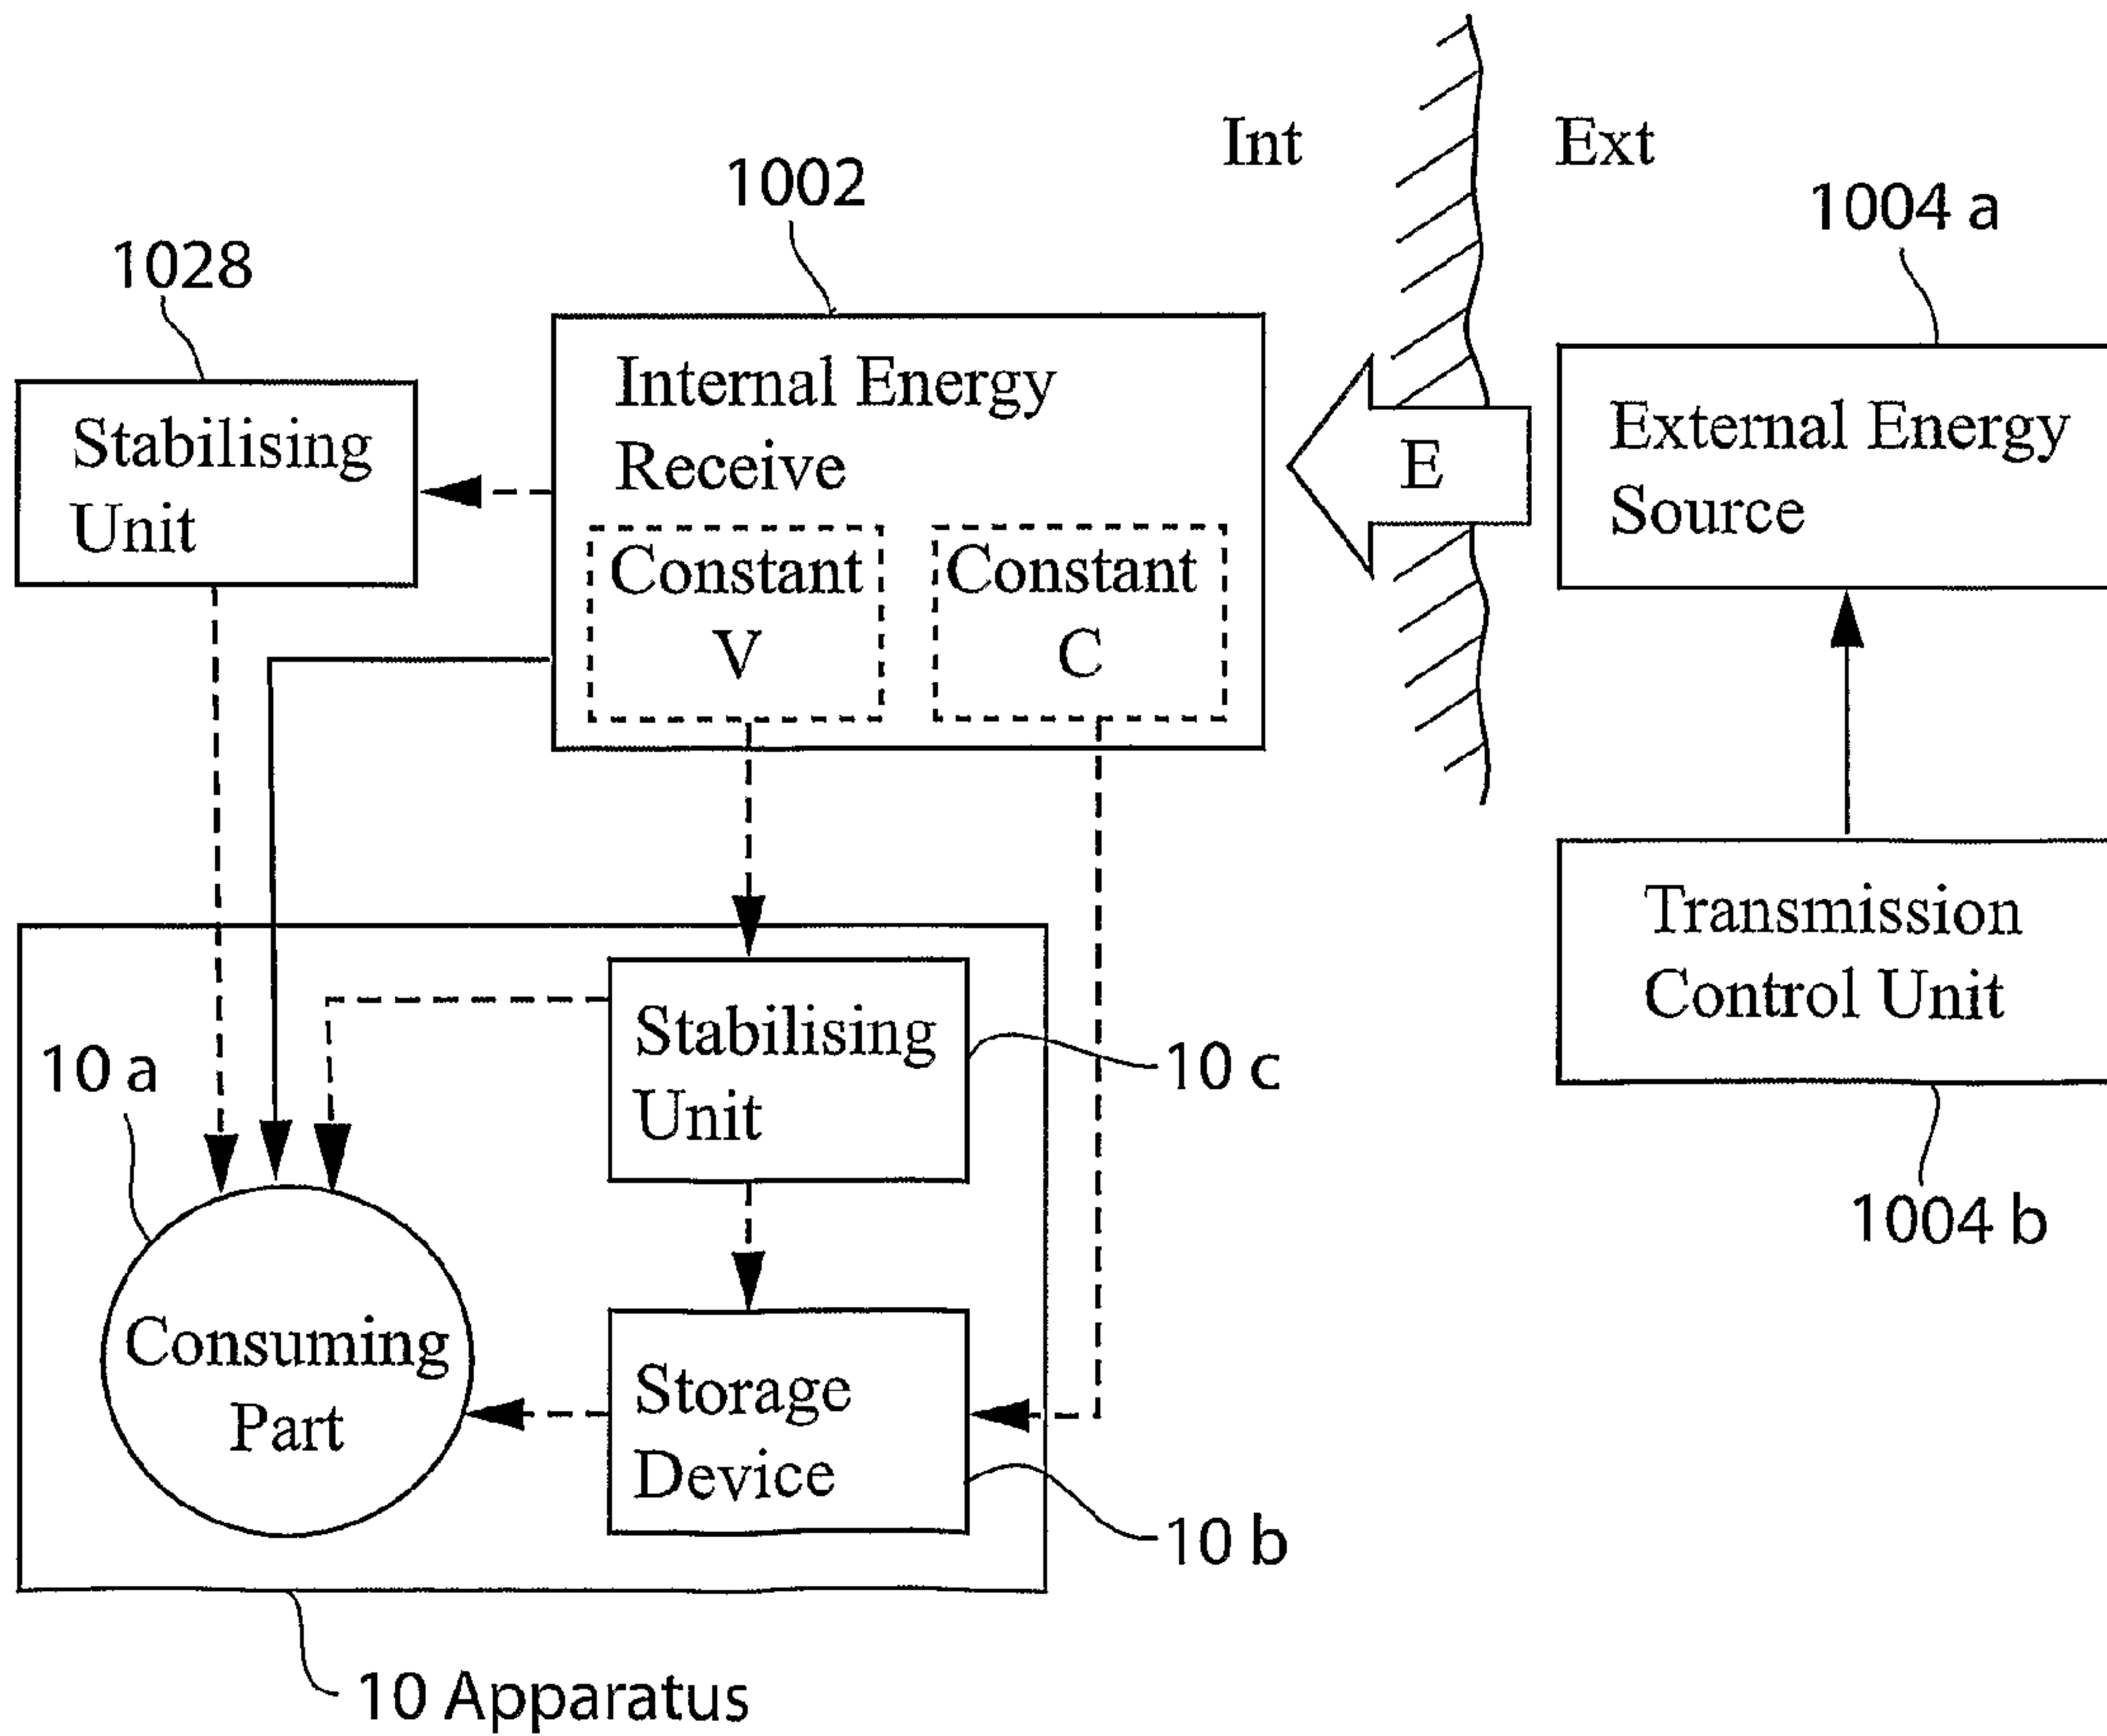 Int
Ext
1002
1004 a
1028
Internal Energy
Receive
Stabilising
Unit
E
External Energy
Source
Constant
V
Constant
C
Transmission
Control Unit
Stabilising
Unit
10 a
10 c
1004 b
Consuming
Part
Storage
Device
10 b
10 Apparatus